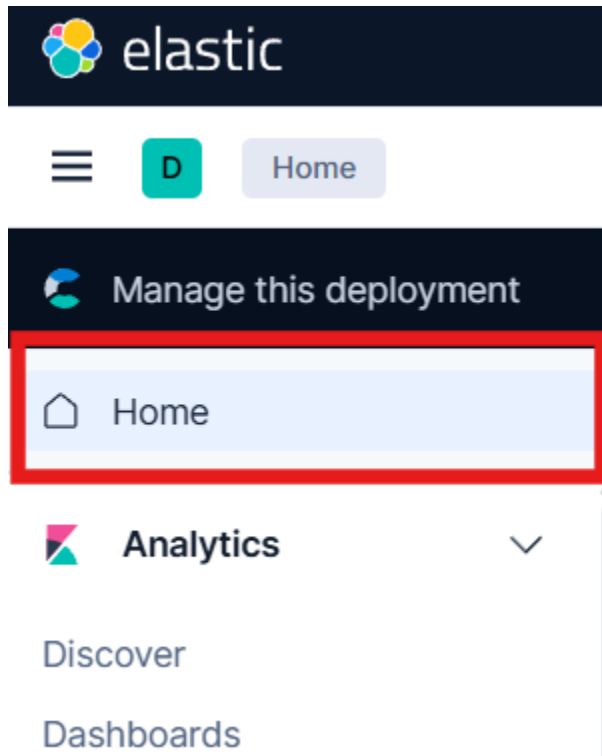 elastic
D Home
Manage this deployment
Home
Analytics
Discover
Dashboards